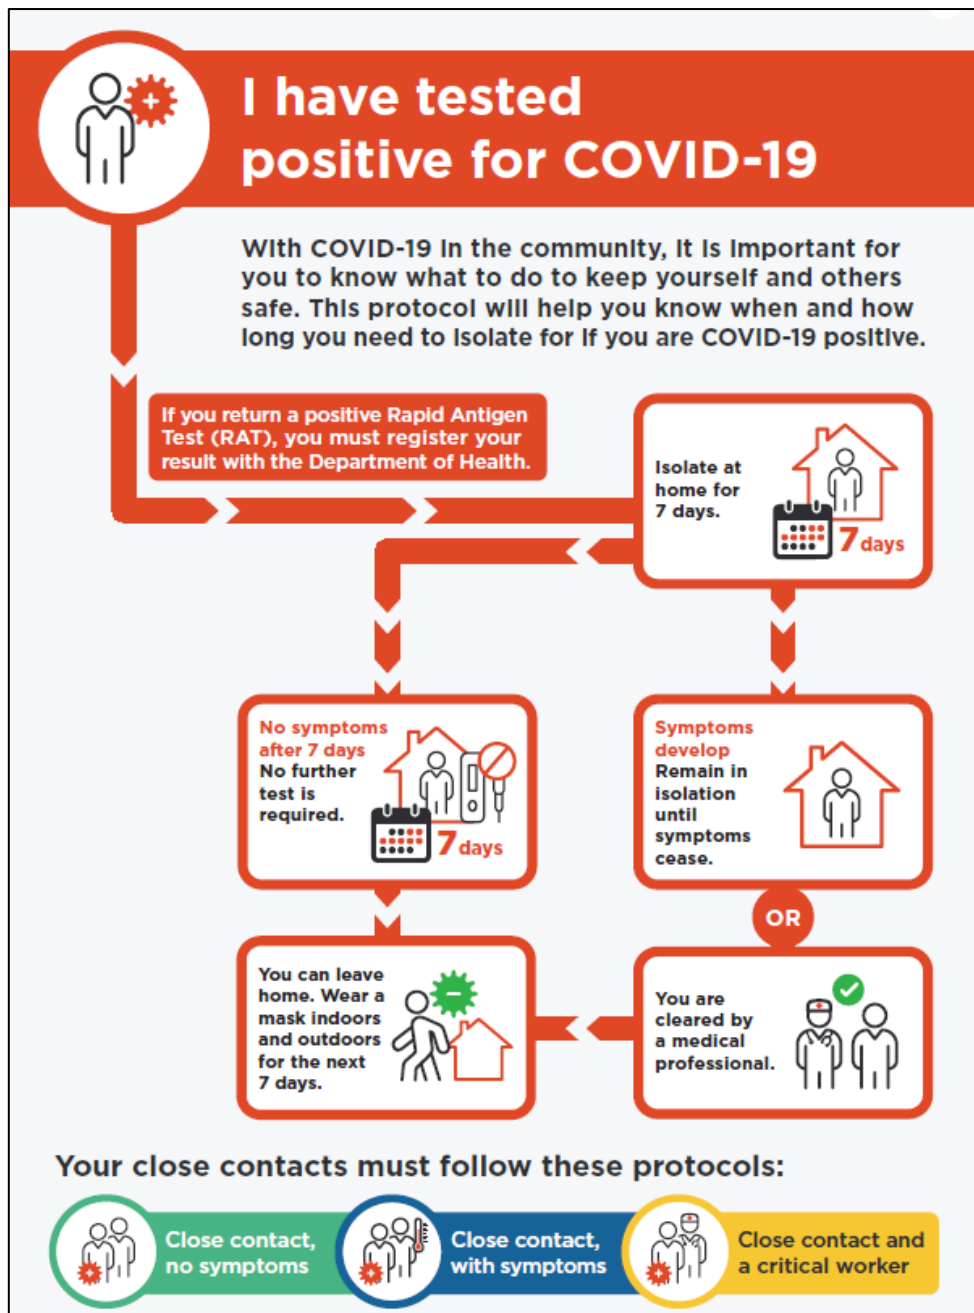 I have tested
positive for COVID-19
With COVID-19 in the community, it is important for
you to know what to do to keep yourself and others
safe. This protocol will help you know when and how
long you need to isolate for if you are COVID-19 positive.
If you return a positive Rapid Antigen
Test (RAT), you must register your
result with the Department of Health.
Isolate at
home for
7 days.
7 days
No symptoms
after 7 days
No further
test is
required.
7 days
Symptoms
develop
Remain in
isolation
until
symptoms
cease.
OR
You can leave
home. Wear a
mask indoors
and outdoors
for the next
7 days.
You are
cleared by
a medical
professional.
Your close contacts must follow these protocols:
Close contact,
no symptoms
Close contact,
with symptoms
Close contact and
a critical worker